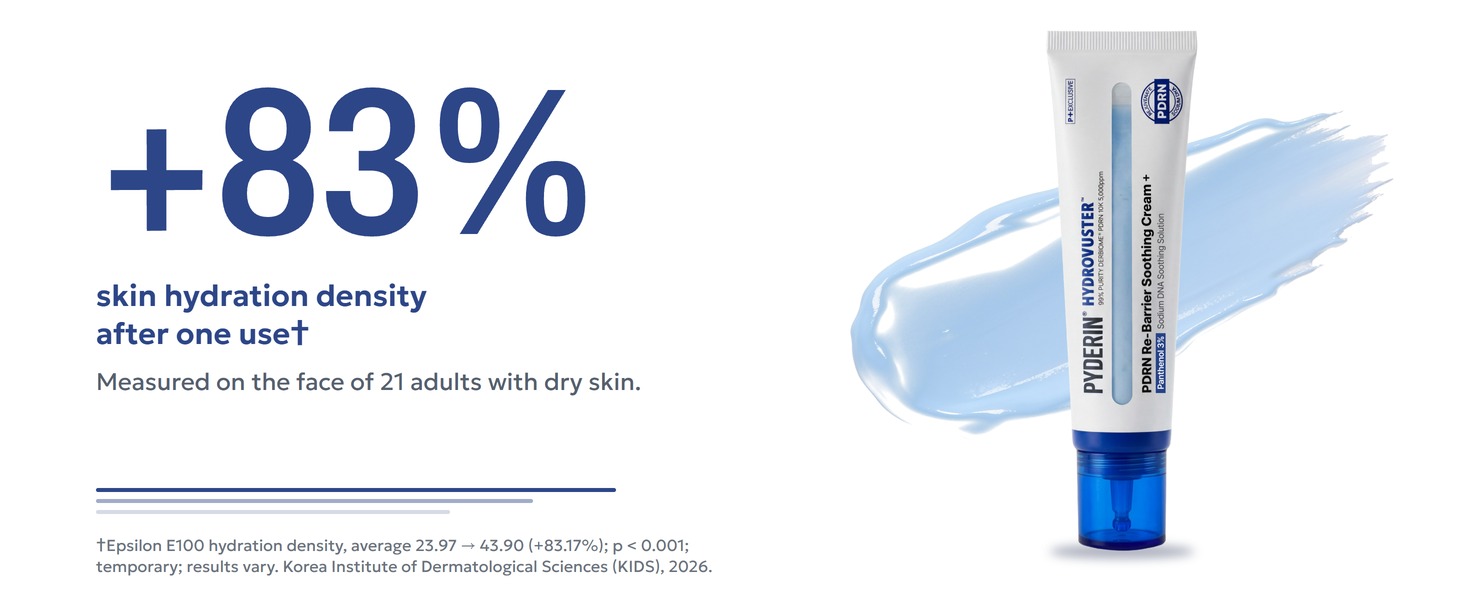 +83%
skin hydration density
after one use†
Measured on the face of 21 adults with dry skin.
†Epsilon E100 hydration density, average 23.97 → 43.90 (+83.17%); p < 0.001;
temporary; results vary. Korea Institute of Dermatological Sciences (KIDS), 2026.
P+EXCLUSIVE
PDRN
PYDERIN® HYDROVUSTER™
99% PURITY DERBIOME® PDRN 10K 5,000ppm
PDRN Re-Barrier Soothing Cream +
Panthenol 3% Sodium DNA Soothing Solution